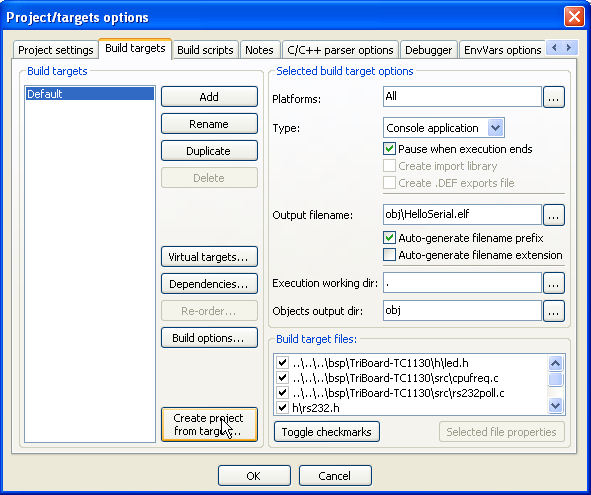 Project/targets options
Project settings
Build targets
Build scripts
Notes
C/C++ parser options
Debugger
EnvVars options
Build targets
Default
Add
Rename
Duplicate
Delete
Virtual targets...
Dependencies...
Re-order...
Build options...
Create project
from target...
Selected build target options
Platforms:
All
...
Type:
Console application
Pause when execution ends
Create import library
Create .DEF exports file
Output filename:
obj\HelloSerial.elf
...
Auto-generate filename prefix
Auto-generate filename extension
Execution working dir:
.
...
Objects output dir:
obj
...
Build target files:
..\..\..\bsp\TriBoard-TC1130\h\led.h
..\..\..\bsp\TriBoard-TC1130\src\cpufreq.c
..\..\..\bsp\TriBoard-TC1130\src\rs232poll.c
h\rs232.h
Toggle checkmarks
Selected file properties
OK
Cancel